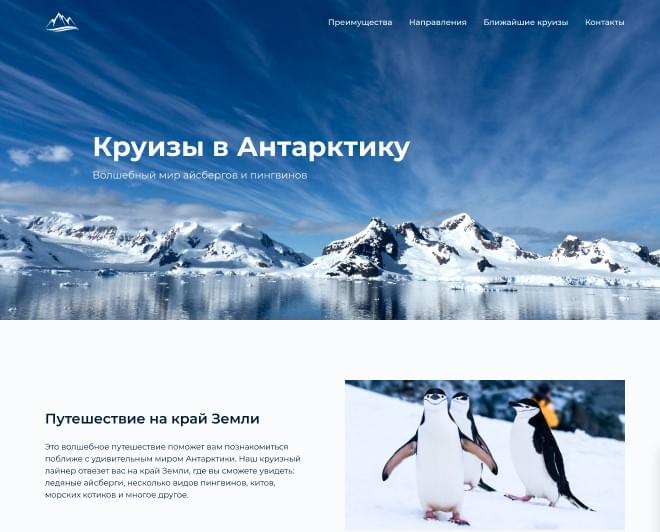 Преимущества Направления Ближайшие круизы Контакты
Круизы в Антарктику
Волшебный мир айсбергов и пингвинов
Путешествие на край Земли
Это волшебное путешествие поможет вам познакомиться
поближе с удивительным миром Антарктики. Наш круизный
лайнер отвезет вас на край Земли, где вы сможете увидеть:
ледяные айсберги, несколько видов пингвинов, китов,
морских котиков и многое другое.